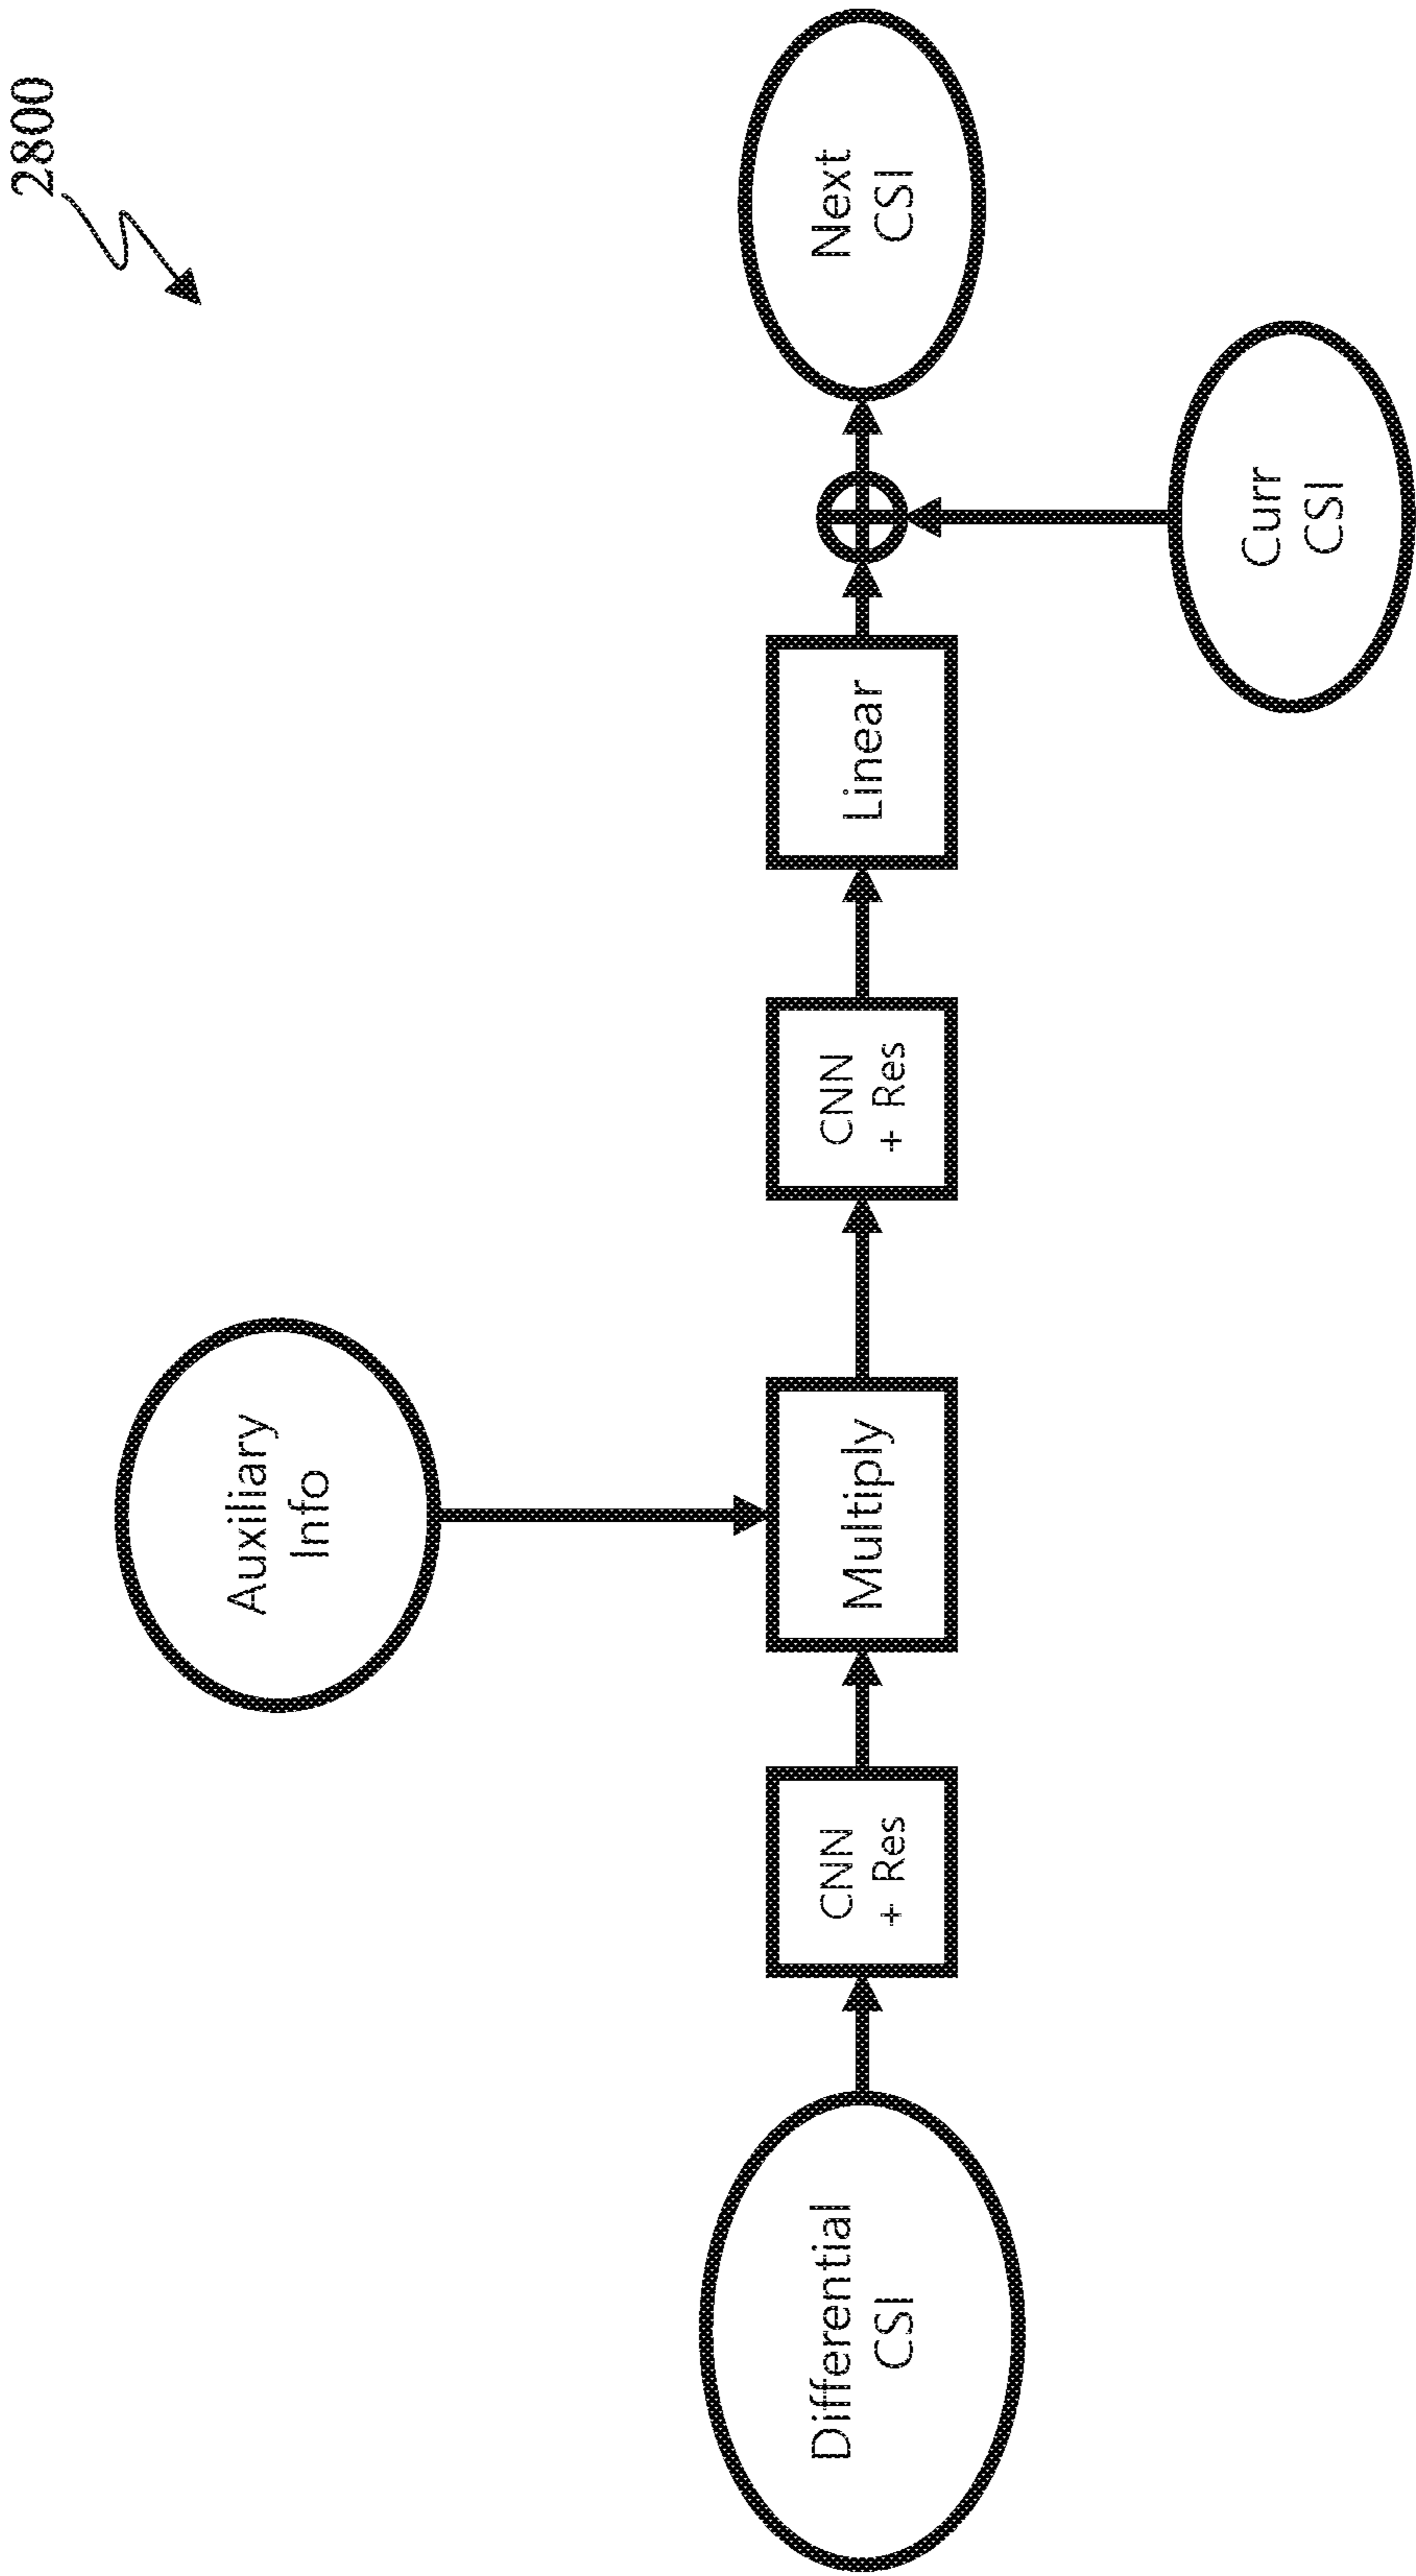 2800
Auxiliary
Info
Differential
CSI
CNN
+ Res
Multiply
CNN
+ Res
Linear
Next
CSI
Curr
CSI